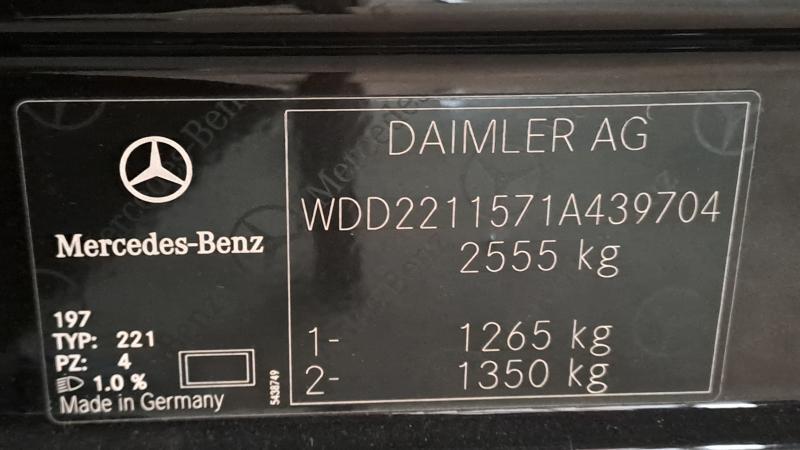 Mercedes-Benz
197
TYP: 221
PZ: 4
1.0 %
Made in Germany
5438749
DAIMLER AG
WDD2211571A439704
2555 kg
1- 1265 kg
2- 1350 kg